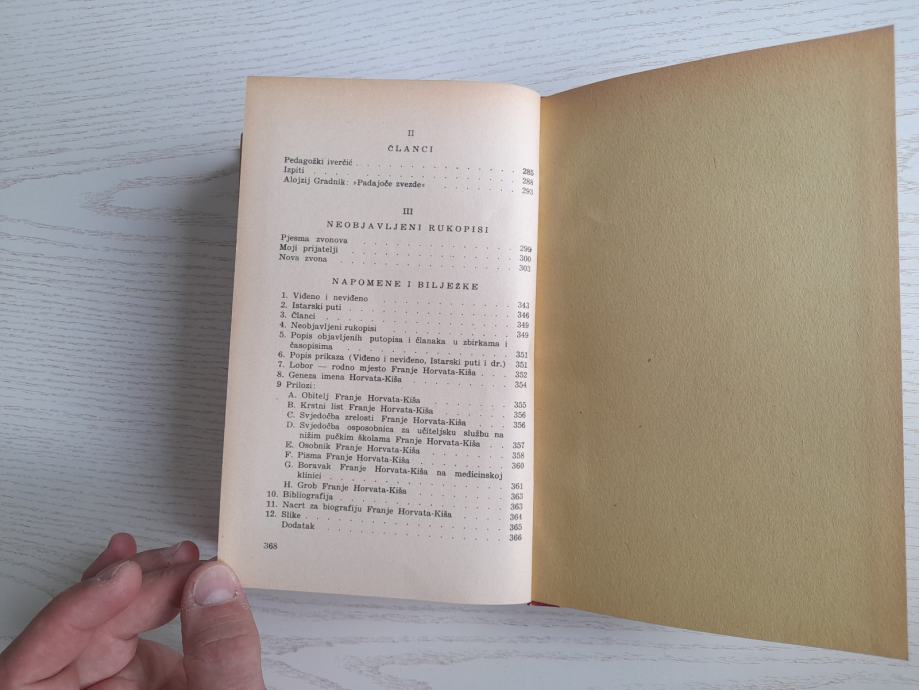 II
ČLANCI
Pedagoški iverčić . . . . . . . . . . . . . 285
Izpiti . . . . . . . . . . . . . 288
Alojzij Gradnik: »Padajoče zvezde« . . . . . . . . 293
III
NEOBJAVLJENI RUKOPISI
Pjesma zvonova . . . . . . . . . . . . 299
Moji prijatelji . . . . . . . . . . . . 300
Nova zvona . . . . . . . . . . . . 303
NAPOMENE I BILJEŽKE
1. Viđeno i neviđeno . . . . . . . . . . 343
2. Istarski puti . . . . . . . . . . 346
3. Članci . . . . . . . . . . 349
4. Neobjavljeni rukopisi . . . . . . . . . . 349
5. Popis objavljenih putopisa i članaka u zbirkama i
časopisima . . . . . . . . . . 351
6. Popis prikaza (Viđeno i neviđeno, Istarski puti i dr.) 351
7. Lobor — rodno mjesto Franje Horvata-Kiša . . . 352
8. Geneza imena Horvata-Kiša . . . . . . . . 354
9 Prilozi:
A. Obitelj Franje Horvata-Kiša . . . . . . 355
B. Krstni list Franje Horvata-Kiša . . . . . . 356
C. Svjedočba zrelosti Franje Horvata-Kiša . . . 356
D. Svjedočba osposobnica za učiteljsku službu na
nižim pučkim školama Franje Horvata-Kiša . . 357
E. Osobnik Franje Horvata-Kiša . . . . . . 358
F. Pisma Franje Horvata-Kiša . . . . . . 360
G. Boravak Franje Horvata-Kiša na medicinskoj
klinici . . . . . . . . . . 361
H. Grob Franje Horvata-Kiša . . . . . . 363
10. Bibliografija . . . . . . . . . . 363
11. Nacrt za biografiju Franje Horvata-Kiša . . . . 364
12. Slike . . . . . . . . . . 365
Dodatak . . . . . . . . . . 366
368